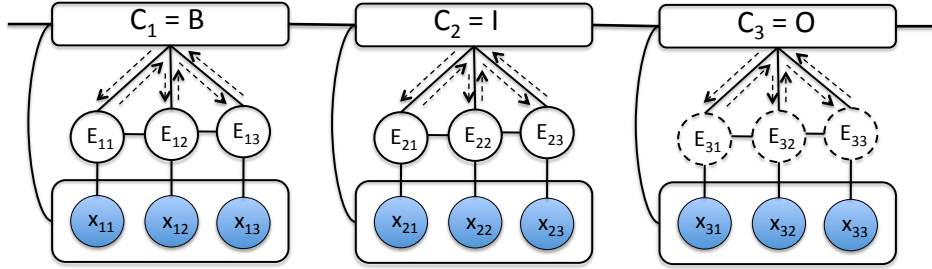 C₁ = B C₂ = I C₃ = O
E₁₁ E₁₂ E₁₃ E₂₁ E₂₂ E₂₃ E₃₁ E₃₂ E₃₃
x₁₁ x₁₂ x₁₃ x₂₁ x₂₂ x₂₃ x₃₁ x₃₂ x₃₃